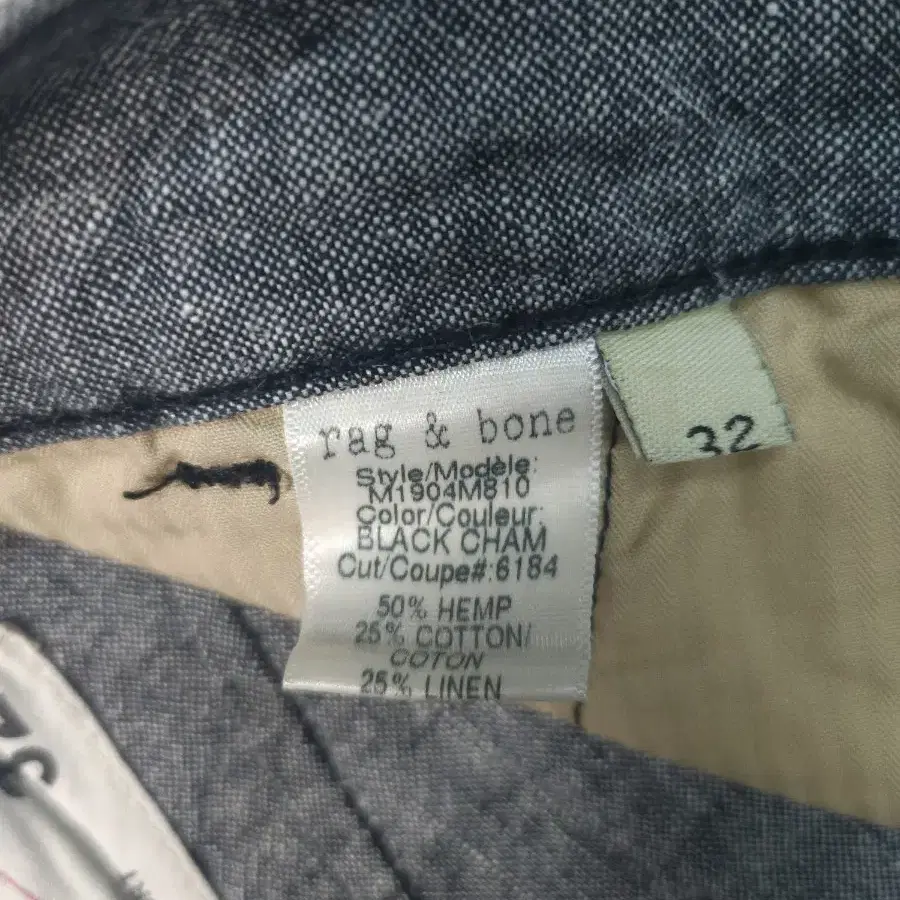 rag & bone
Style/Modèle:
M1904M810
Color/Couleur:
BLACK CHAM
Cut/Coupe#:6184
50% HEMP
25% COTTON/
COTON
25% LINEN
32